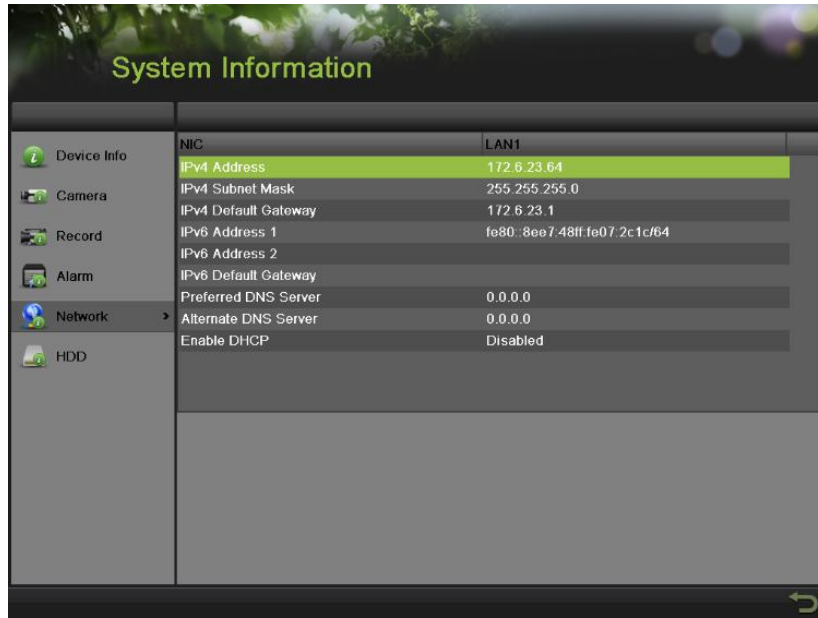 System Information
Device Info
Camera
Record
Alarm
Network >
HDD
NIC LAN1
IPv4 Address 172.6.23.64
IPv4 Subnet Mask 255.255.255.0
IPv4 Default Gateway 172.6.23.1
IPv6 Address 1 fe80::8ee7:48ff:fe07:2c1c/64
IPv6 Address 2
IPv6 Default Gateway
Preferred DNS Server 0.0.0.0
Alternate DNS Server 0.0.0.0
Enable DHCP Disabled